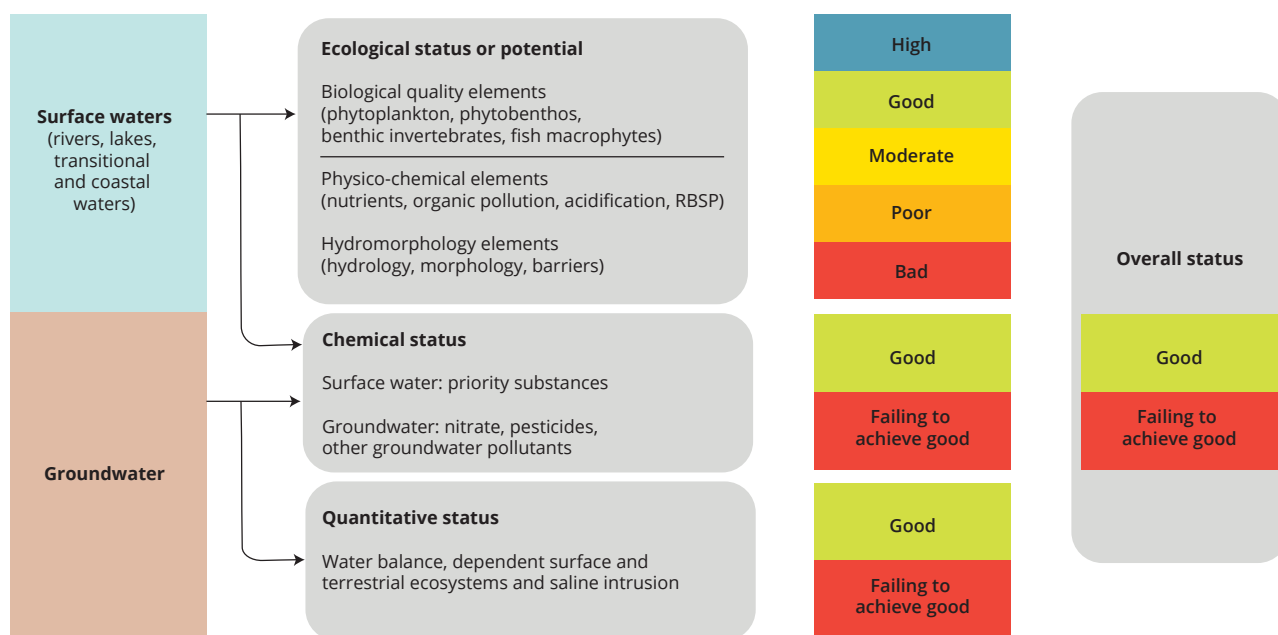 Surface waters
(rivers, lakes,
transitional
and coastal
waters)
Groundwater
Ecological status or potential
Biological quality elements
(phytoplankton, phytobenthos,
benthic invertebrates, fish macrophytes)
Physico-chemical elements
(nutrients, organic pollution, acidification, RBSP)
Hydromorphology elements
(hydrology, morphology, barriers)
Chemical status
Surface water: priority substances
Groundwater: nitrate, pesticides,
other groundwater pollutants
Quantitative status
Water balance, dependent surface and
terrestrial ecosystems and saline intrusion
High
Good
Moderate
Poor
Bad
Good
Failing to
achieve good
Good
Failing to
achieve good
Overall status
Good
Failing to
achieve good